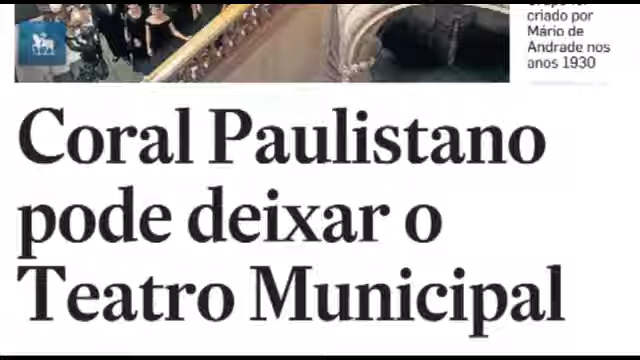 criado por
Mário de
Andrade nos
anos 1930
Coral Paulistano
pode deixar o
Teatro Municipal